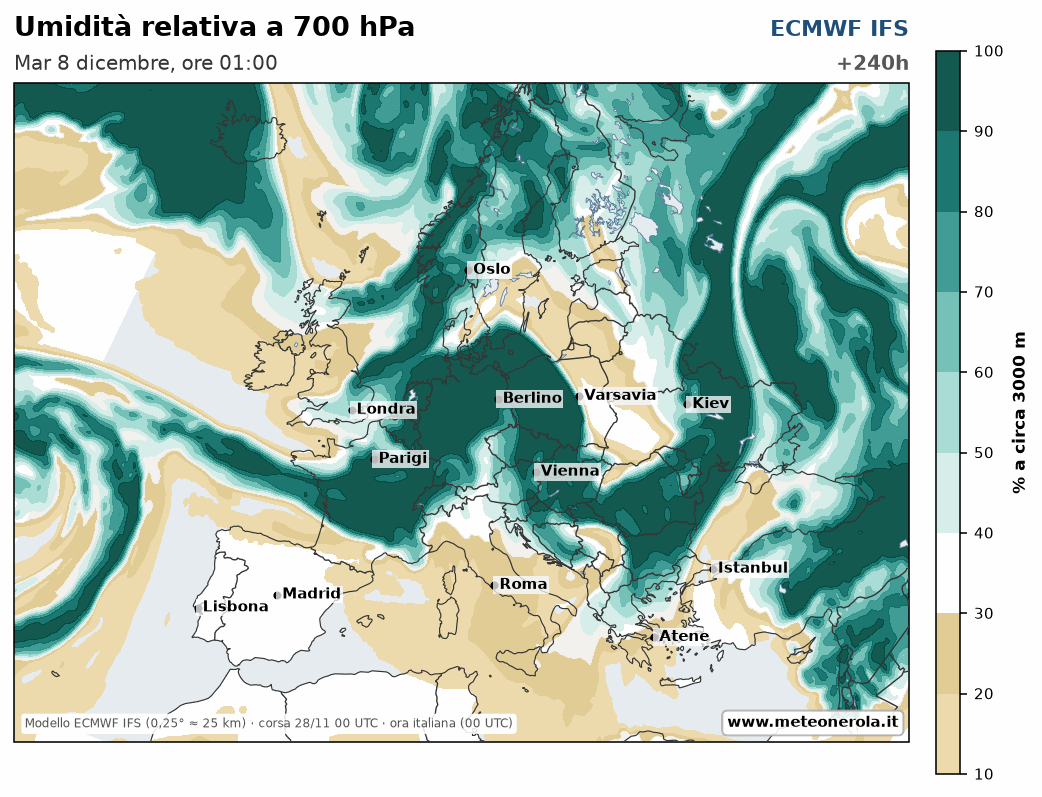 Umidità relativa a 700 hPa
ECMWF IFS
Mar 8 dicembre, ore 01:00
+240h
100
90
80
70
60
50
40
30
20
10
% a circa 3000 m
Oslo
Londra
Berlino
Varsavia
Kiev
Parigi
Vienna
Istanbul
Roma
Madrid
Lisbona
Atene
Modello ECMWF IFS (0,25° ≈ 25 km) · corsa 28/11 00 UTC · ora italiana (00 UTC)
www.meteonerola.it